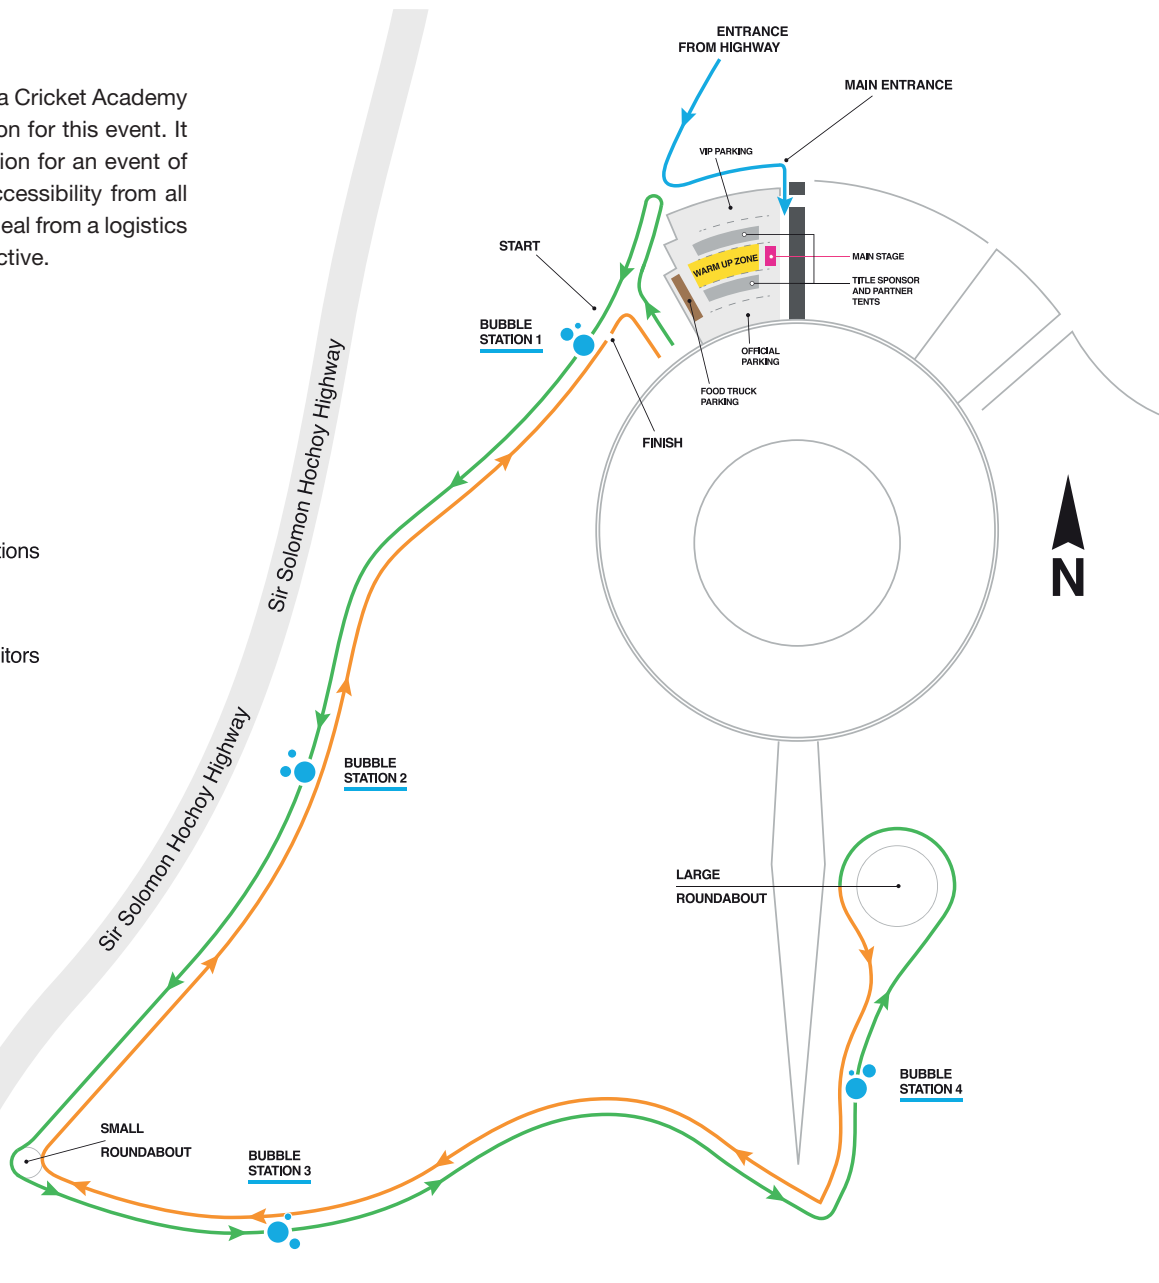 a Cricket Academy
on for this event. It
ion for an event of
ccessibility from all
eal from a logistics
ctive.
tions
itors
ENTRANCE
FROM HIGHWAY
MAIN ENTRANCE
VIP PARKING
START
WARM UP ZONE
MAIN STAGE
TITLE SPONSOR
AND PARTNER
TENTS
BUBBLE
STATION 1
OFFICIAL
PARKING
FOOD TRUCK
PARKING
FINISH
Sir Solomon Hochoy Highway
N
BUBBLE
STATION 2
Sir Solomon Hochoy Highway
LARGE
ROUNDABOUT
BUBBLE
STATION 4
SMALL
ROUNDABOUT
BUBBLE
STATION 3